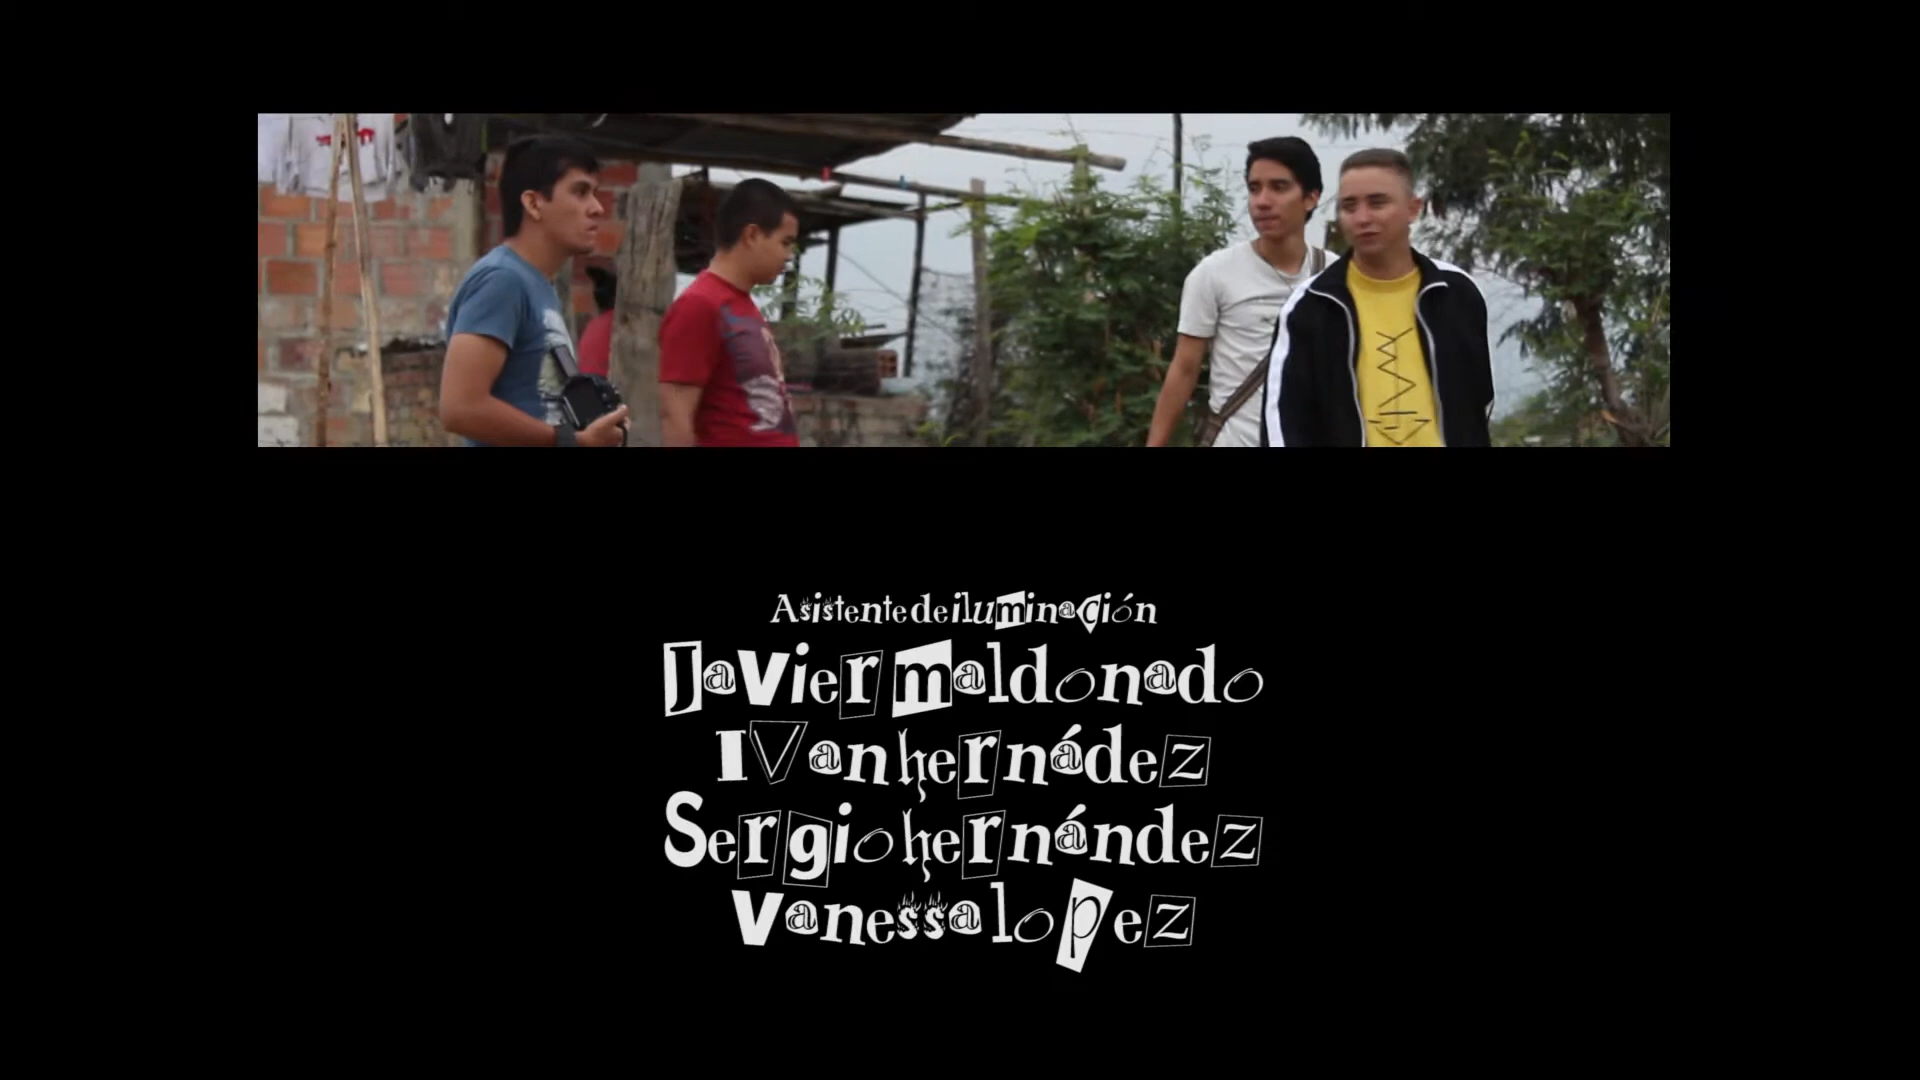 Asistente de iluminación
Javier maldonado
Ivan hernádez
Sergio hernández
Vanessa lopez